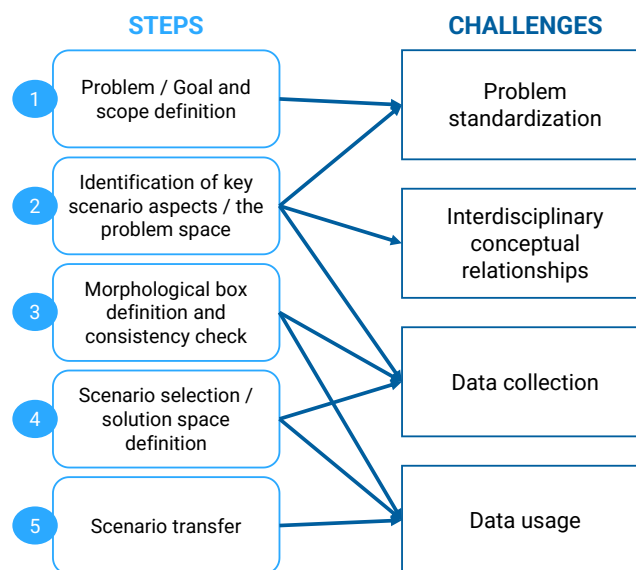 STEPS
CHALLENGES
1
Problem / Goal and
scope definition
2
Identification of key
scenario aspects / the
problem space
3
Morphological box
definition and
consistency check
4
Scenario selection /
solution space
definition
5
Scenario transfer
Problem
standardization
Interdisciplinary
conceptual
relationships
Data collection
Data usage